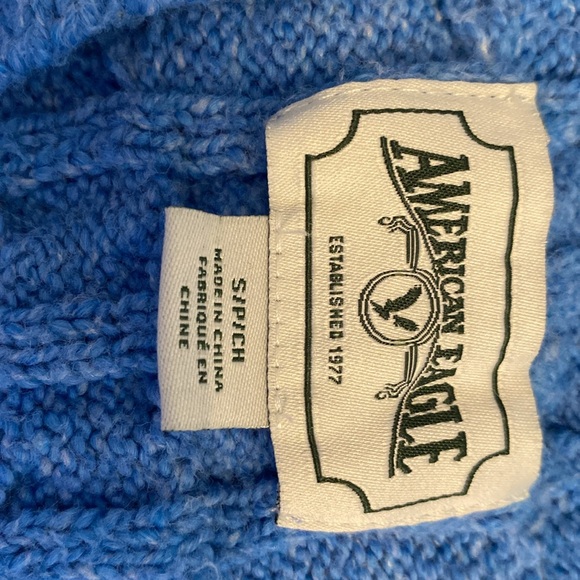 AMERICAN EAGLE
ESTABLISHED 1977
S/P/CH
MADE IN CHINA
FABRIQUÉ EN
CHINE